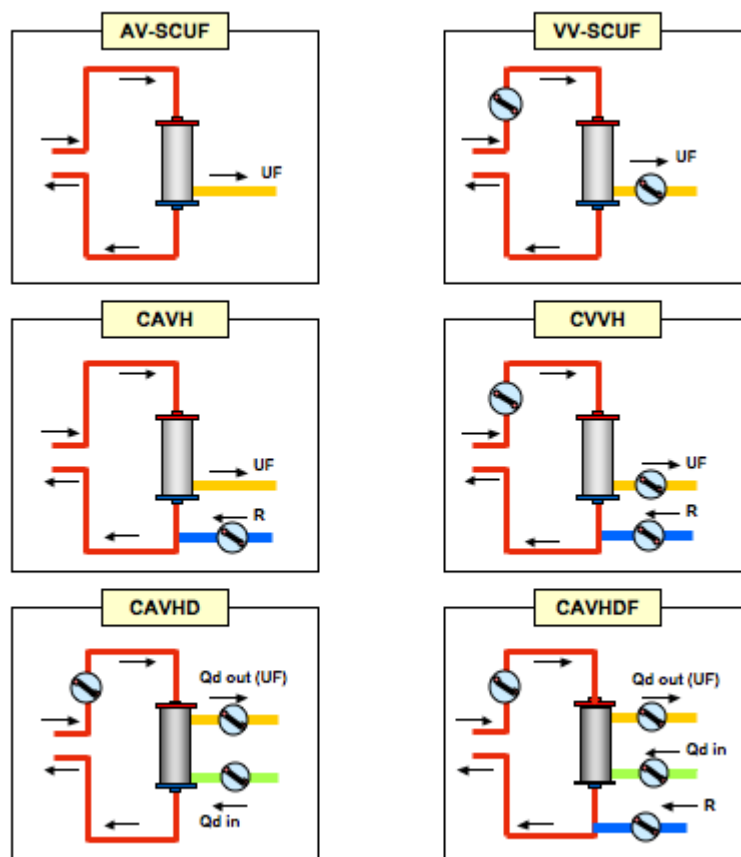 AV-SCUF
UF
VV-SCUF
UF
CAVH
UF
R
CVVH
UF
R
CAVHD
Qd out (UF)
Qd in
CAVHDF
Qd out (UF)
Qd in
R